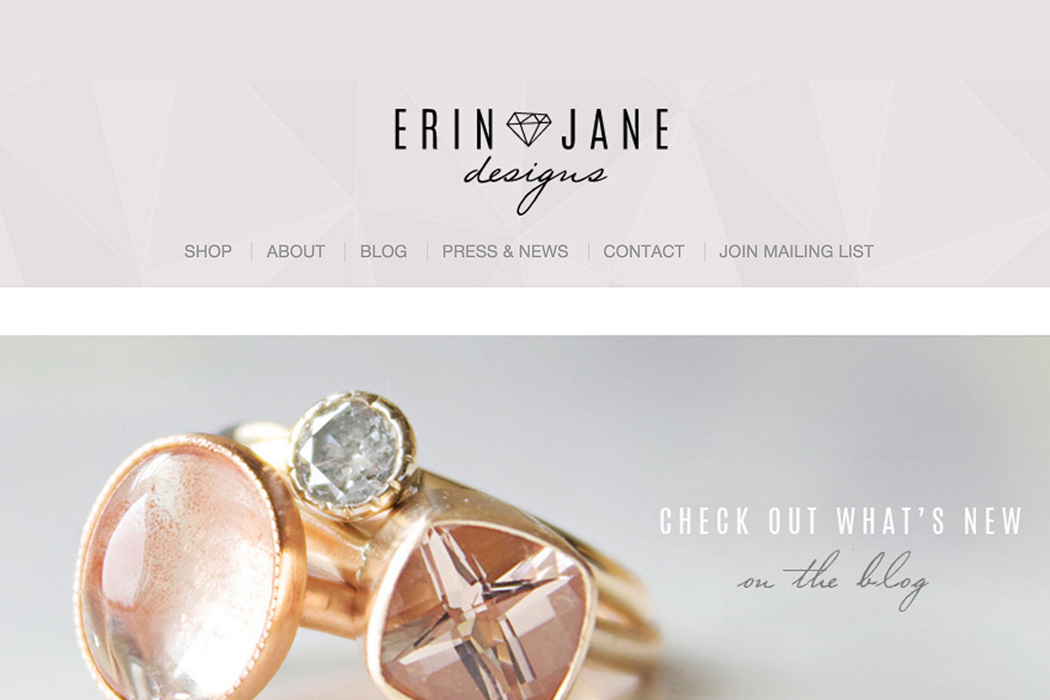 ERIN JANE
designs
SHOP ABOUT BLOG PRESS & NEWS CONTACT JOIN MAILING LIST
CHECK OUT WHAT'S NEW
on the blog